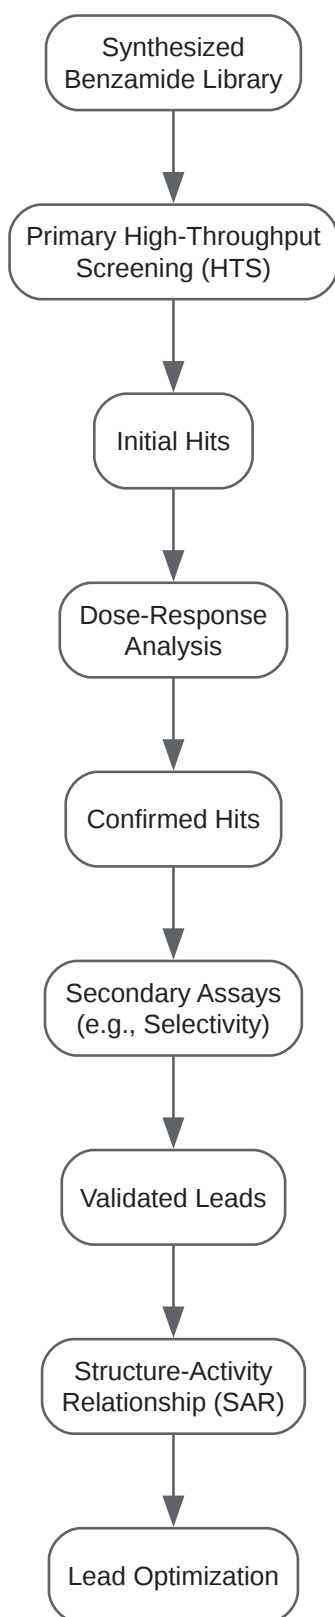 Synthesized
Benzamide Library
Primary High-Throughput
Screening (HTS)
Initial Hits
Dose-Response
Analysis
Confirmed Hits
Secondary Assays
(e.g., Selectivity)
Validated Leads
Structure-Activity
Relationship (SAR)
Lead Optimization